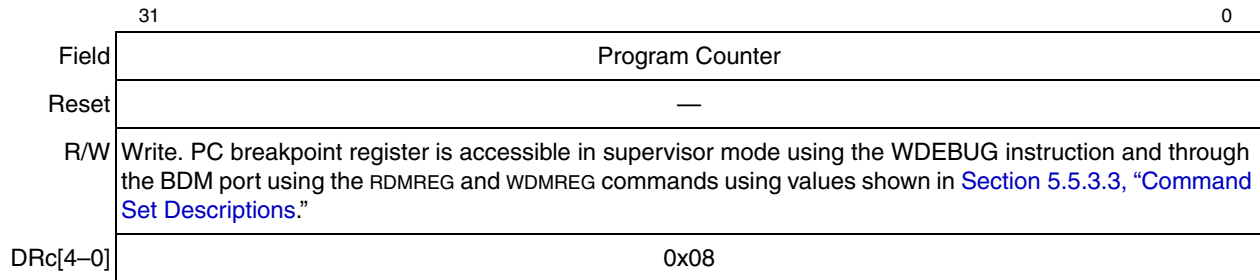 31 0
Field Program Counter
Reset —
R/W Write. PC breakpoint register is accessible in supervisor mode using the WDEBUG instruction and through
the BDM port using the RDMREG and WDMREG commands using values shown in Section 5.5.3.3, “Command
Set Descriptions.”
DRc[4–0] 0x08